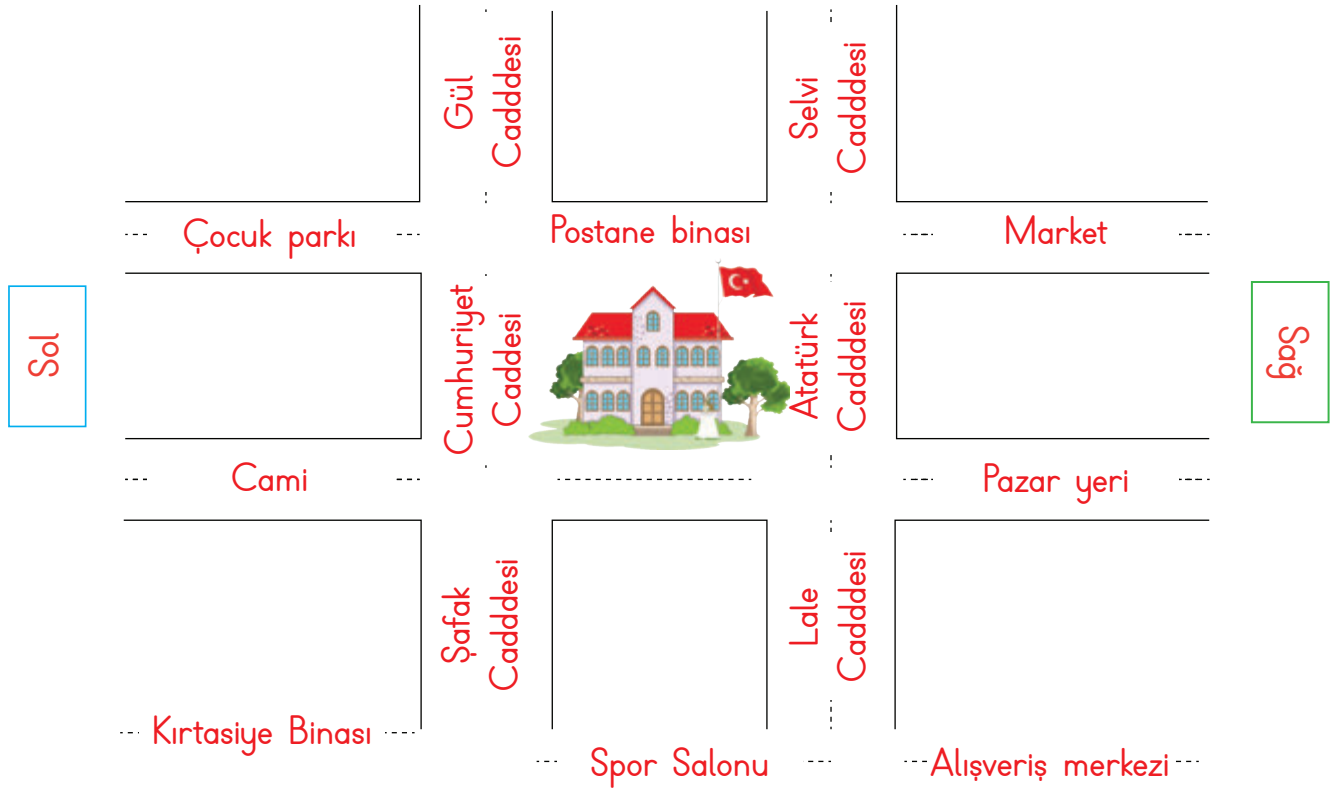 Gül
Cadddesi
Selvi
Cadddesi
Çocuk parkı
Postane binası
Market
Sol
Cumhuriyet
Caddesi
Atatürk
Cadddesi
Sağ
Cami
Pazar yeri
Şafak
Cadddesi
Lale
Cadddesi
Kırtasiye Binası
Spor Salonu
Alışveriş merkezi